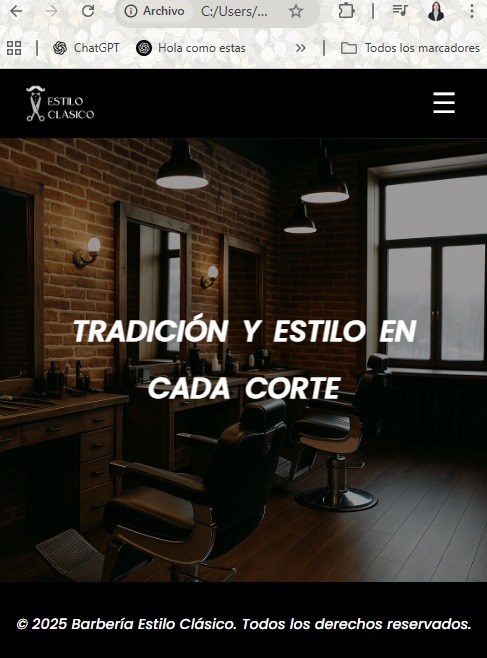 Archivo
C:/Users/...
ChatGPT
Hola como estas
»
Todos los marcadores
ESTILO
CLÁSICO
TRADICIÓN Y ESTILO EN
CADA CORTE
© 2025 Barbería Estilo Clásico. Todos los derechos reservados.